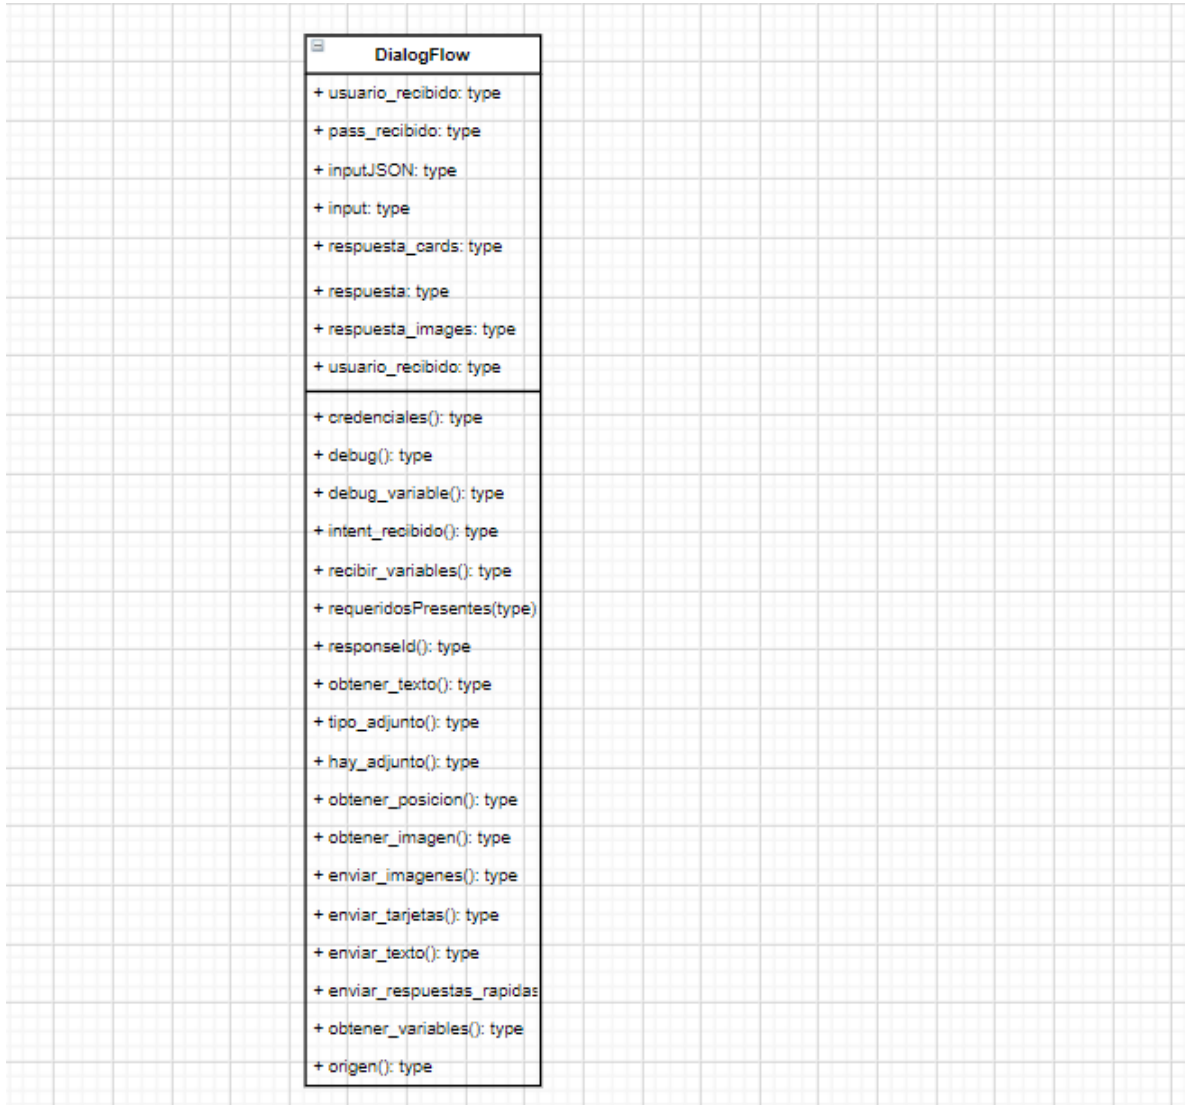 DialogFlow
+ usuario_recibido: type
+ pass_recibido: type
+ inputJSON: type
+ input: type
+ respuesta_cards: type
+ respuesta: type
+ respuesta_images: type
+ usuario_recibido: type
+ credenciales(): type
+ debug(): type
+ debug_variable(): type
+ intent_recibido(): type
+ recibir_variables(): type
+ requeridosPresentes(type)
+ responseId(): type
+ obtener_texto(): type
+ tipo_adjunto(): type
+ hay_adjunto(): type
+ obtener_posicion(): type
+ obtener_imagen(): type
+ enviar_imagenes(): type
+ enviar_tarjetas(): type
+ enviar_texto(): type
+ enviar_respuestas_rapidas
+ obtener_variables(): type
+ origen(): type